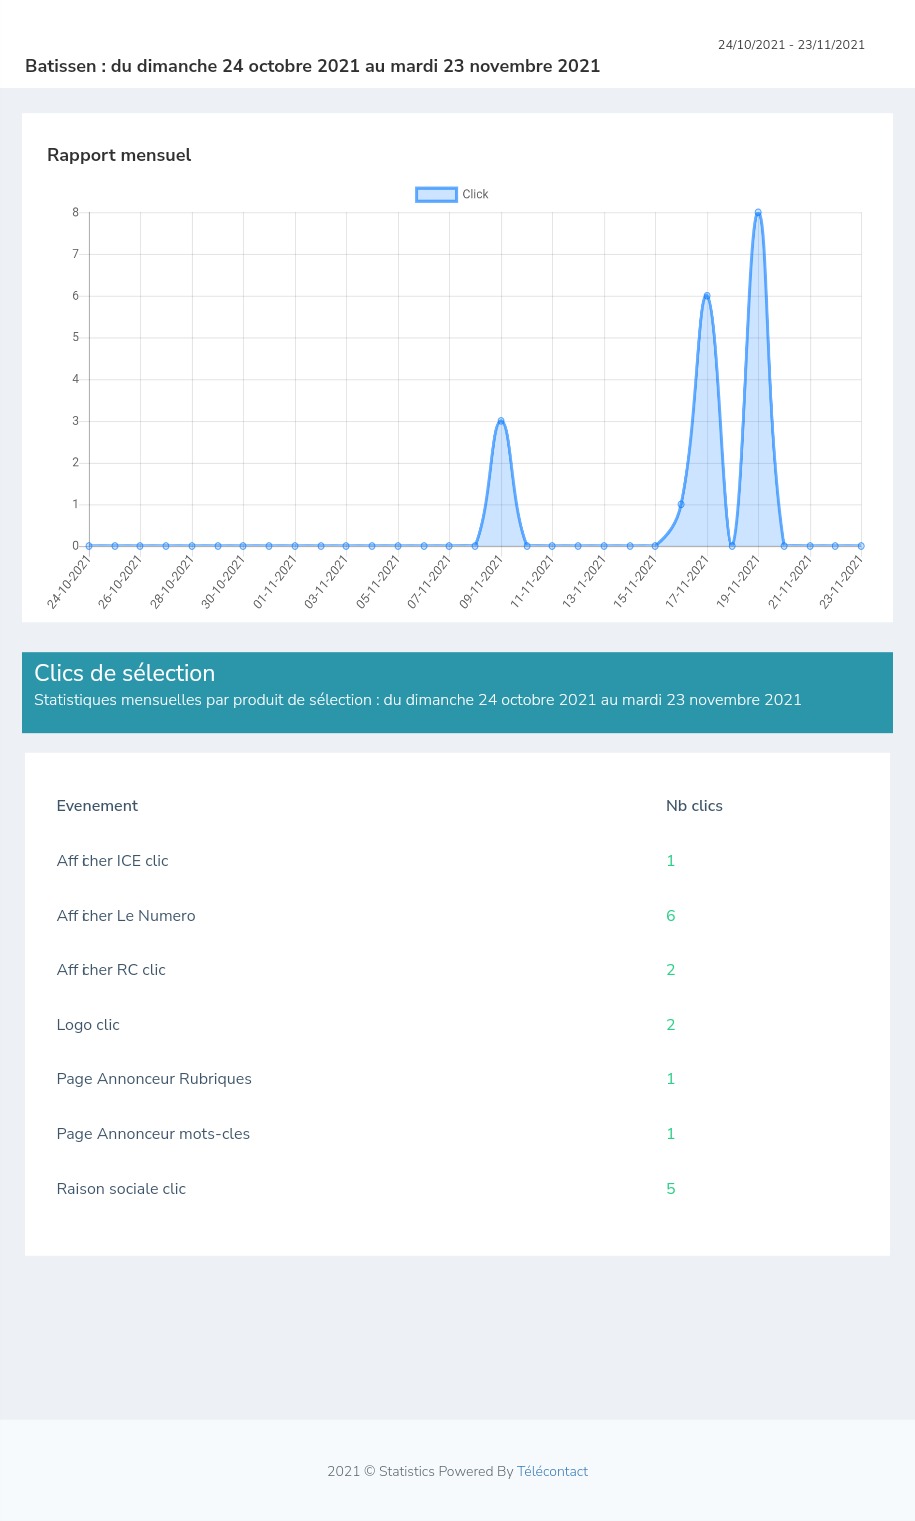 24/10/2021 - 23/11/2021
Batissen : du dimanche 24 octobre 2021 au mardi 23 novembre 2021
Rapport mensuel
Click
8
7
6
5
4
3
2
1
0
24-10-2021 26-10-2021 28-10-2021 30-10-2021 01-11-2021 03-11-2021 05-11-2021 07-11-2021 09-11-2021 11-11-2021 13-11-2021 15-11-2021 17-11-2021 19-11-2021 21-11-2021 23-11-2021
Clics de sélection
Statistiques mensuelles par produit de sélection : du dimanche 24 octobre 2021 au mardi 23 novembre 2021
Evenement Nb clics
Afficher ICE clic 1
Afficher Le Numero 6
Afficher RC clic 2
Logo clic 2
Page Annonceur Rubriques 1
Page Annonceur mots-cles 1
Raison sociale clic 5
2021 © Statistics Powered By Télécontact